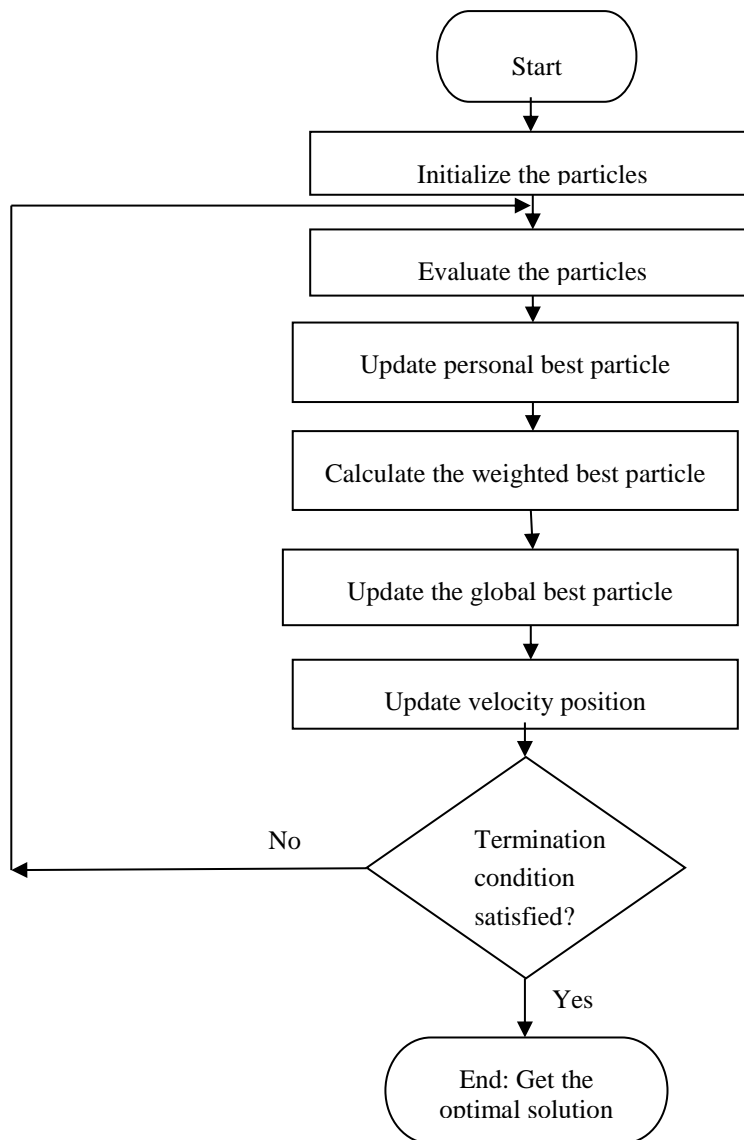 Start
Initialize the particles
Evaluate the particles
Update personal best particle
Calculate the weighted best particle
Update the global best particle
Update velocity position
No
Termination
condition
satisfied?
Yes
End: Get the
optimal solution